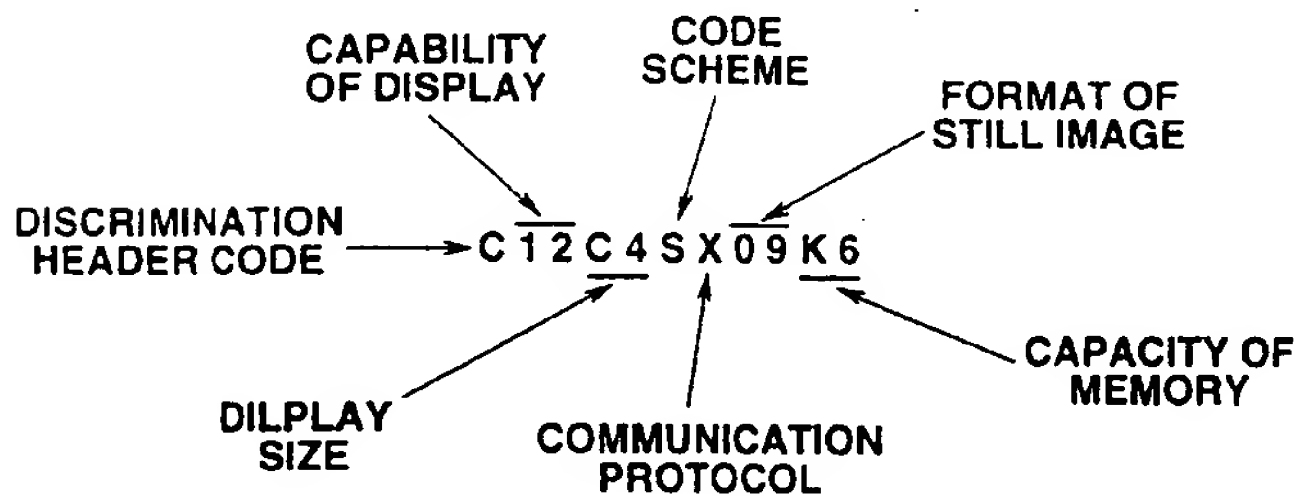 CAPABILITY
OF DISPLAY
CODE
SCHEME
FORMAT OF
STILL IMAGE
DISCRIMINATION
HEADER CODE
C 1 2 C 4 S X 0 9 K 6
DILPLAY
SIZE
COMMUNICATION
PROTOCOL
CAPACITY OF
MEMORY